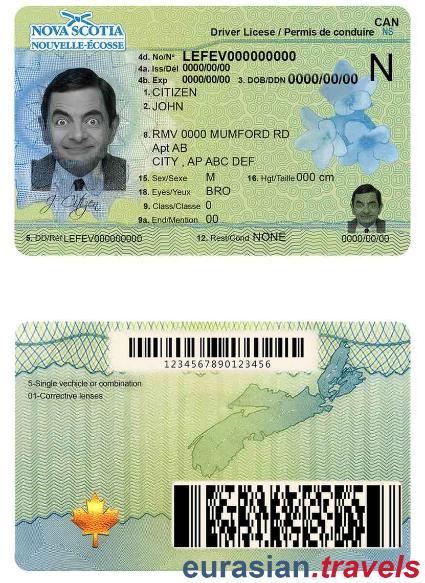 NOVA SCOTIA
NOUVELLE-ÉCOSSE
Driver Licese / Permis de conduire
CAN
NS
4d. No/N° LEFEV000000000
4a. Iss/Dél 0000/00/00
4b. Exp 0000/00/00 3. DOB/DDN 0000/00/00
N
1. CITIZEN
2. JOHN
8. RMV 0000 MUMFORD RD
Apt AB
CITY , AP ABC DEF
15. Sex/Sexe M 16. Hgt/Taille 000 cm
18. Eyes/Yeux BRO
9. Class/Classe 0
9a. End/Mention 00
J Citizen
5. DD/Réf LEFEV000000000 12. Rest/Cond NONE 0000/00/00
1234567890123456
5-Single vechicle or combination
01-Corrective lenses
eurasian.travels